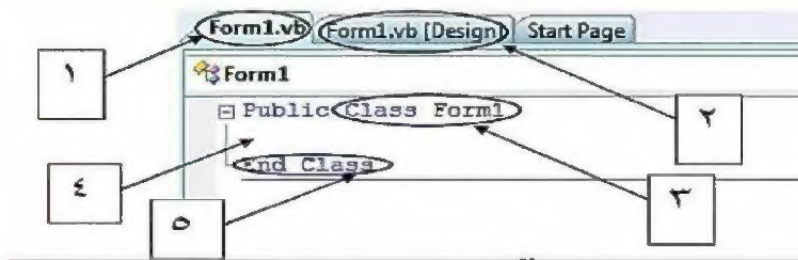 Form1.vb Form1.vb [Design] Start Page
١
Form1
Public Class Form1
٢
End Class
٤
٣
٥